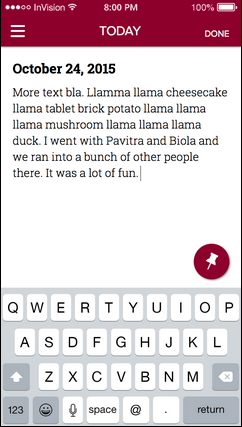 InVision 8:00 PM 100%
TODAY DONE
October 24, 2015
More text bla. Llamma llama cheesecake
llama tablet brick potato llama llama
llama mushroom llama llama llama
duck. I went with Pavitra and Biola and
we ran into a bunch of other people
there. It was a lot of fun.
Q W E R T Y U I O P
A S D F G H J K L
Z X C V B N M
123 space @ . return